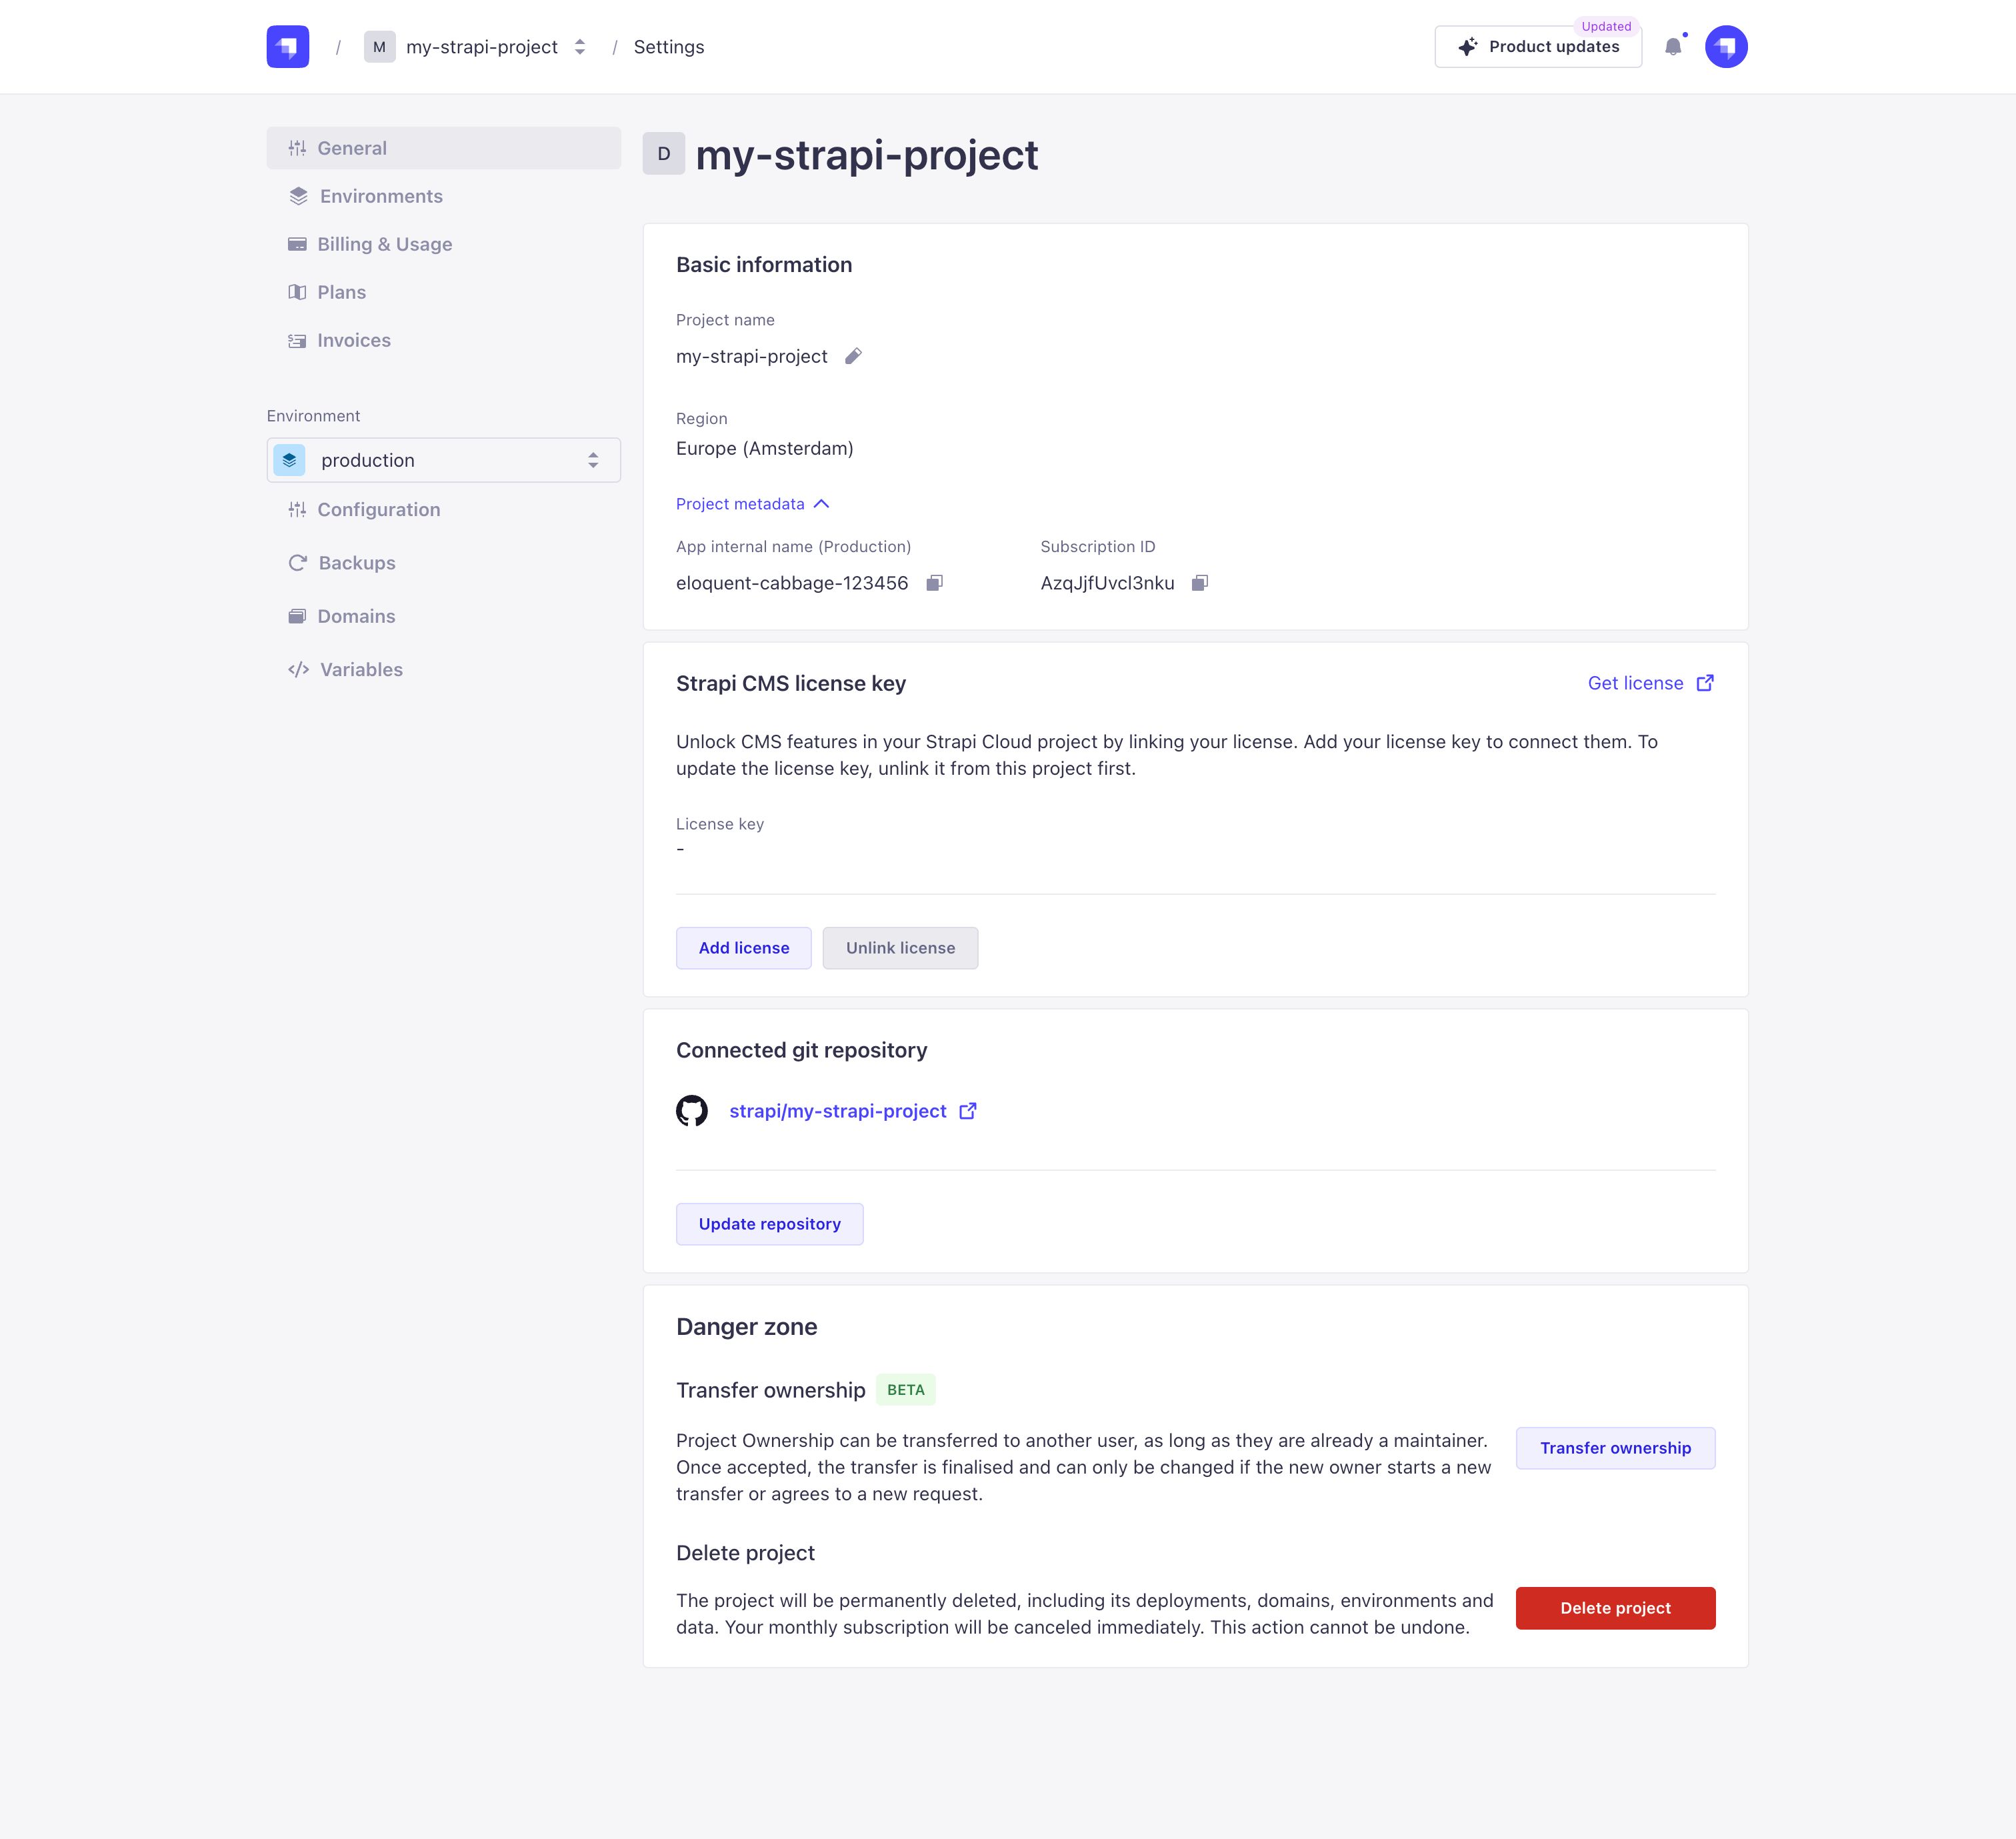 / M my-strapi-project / Settings
Updated
Product updates
General
Environments
Billing & Usage
Plans
Invoices
Environment
production
Configuration
Backups
Domains
Variables
D my-strapi-project
Basic information
Project name
my-strapi-project
Region
Europe (Amsterdam)
Project metadata
App internal name (Production)
eloquent-cabbage-123456
Subscription ID
AzqJjfUvcl3nku
Strapi CMS license key
Get license
Unlock CMS features in your Strapi Cloud project by linking your license. Add your license key to connect them. To
update the license key, unlink it from this project first.
License key
-
Add license
Unlink license
Connected git repository
strapi/my-strapi-project
Update repository
Danger zone
Transfer ownership BETA
Project Ownership can be transferred to another user, as long as they are already a maintainer.
Once accepted, the transfer is finalised and can only be changed if the new owner starts a new
transfer or agrees to a new request.
Transfer ownership
Delete project
The project will be permanently deleted, including its deployments, domains, environments and
data. Your monthly subscription will be canceled immediately. This action cannot be undone.
Delete project